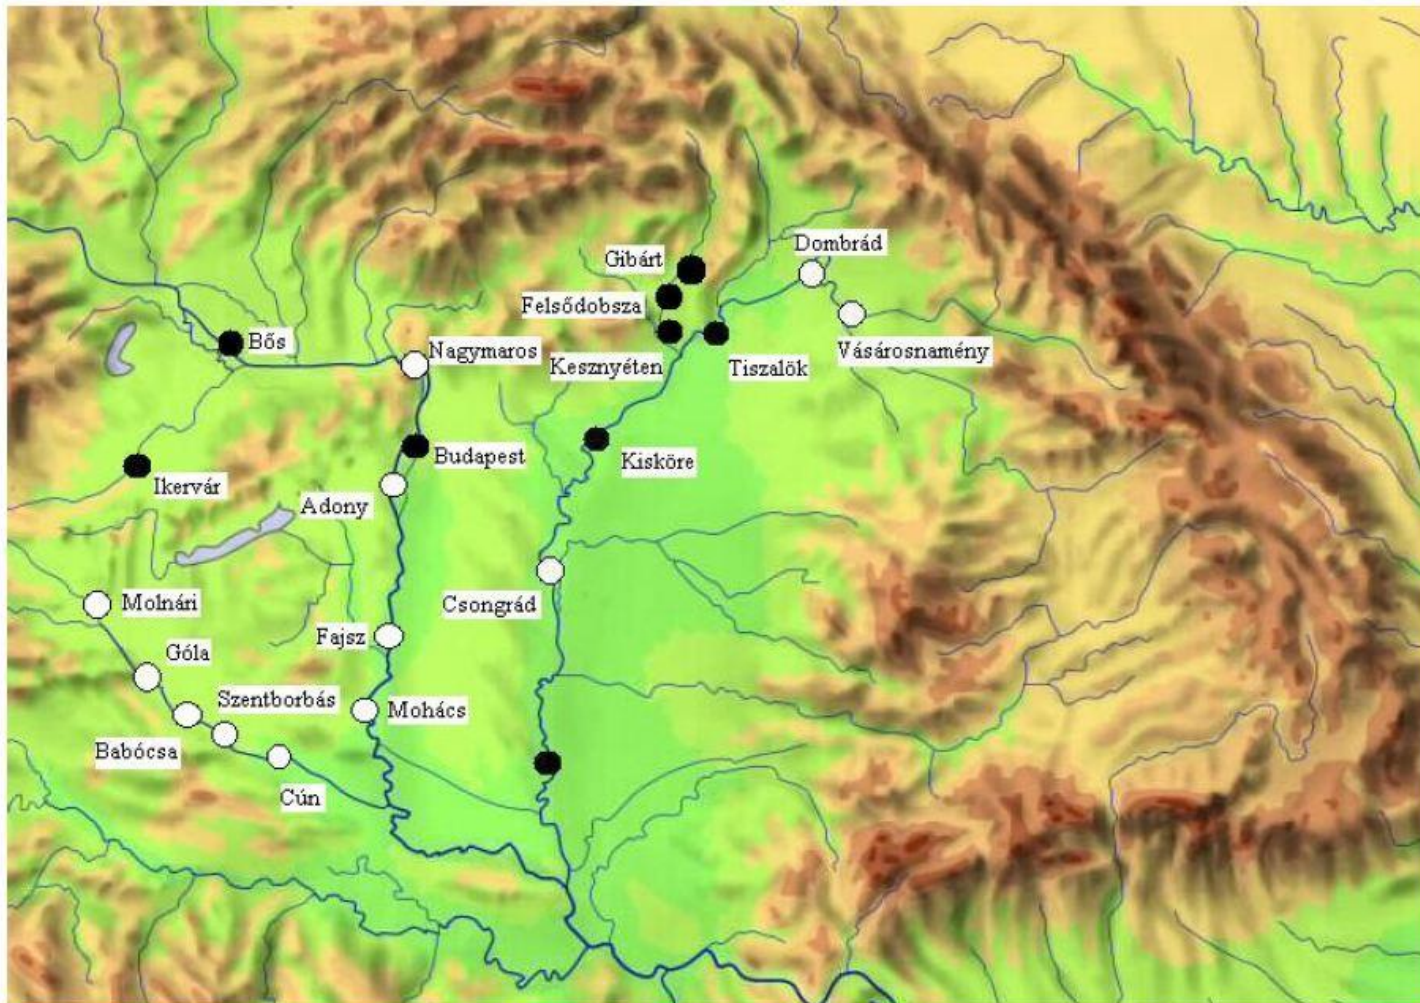 Dombrád
Gibárt
Felsődobsza
Bős
Nagymaros
Kesznyéten
Tiszalök
Vásárosnamény
Budapest
Kisköre
Ikervár
Adony
Molnári
Csongrád
Fajsz
Góla
Szentborbás
Mohács
Babócsa
Cún